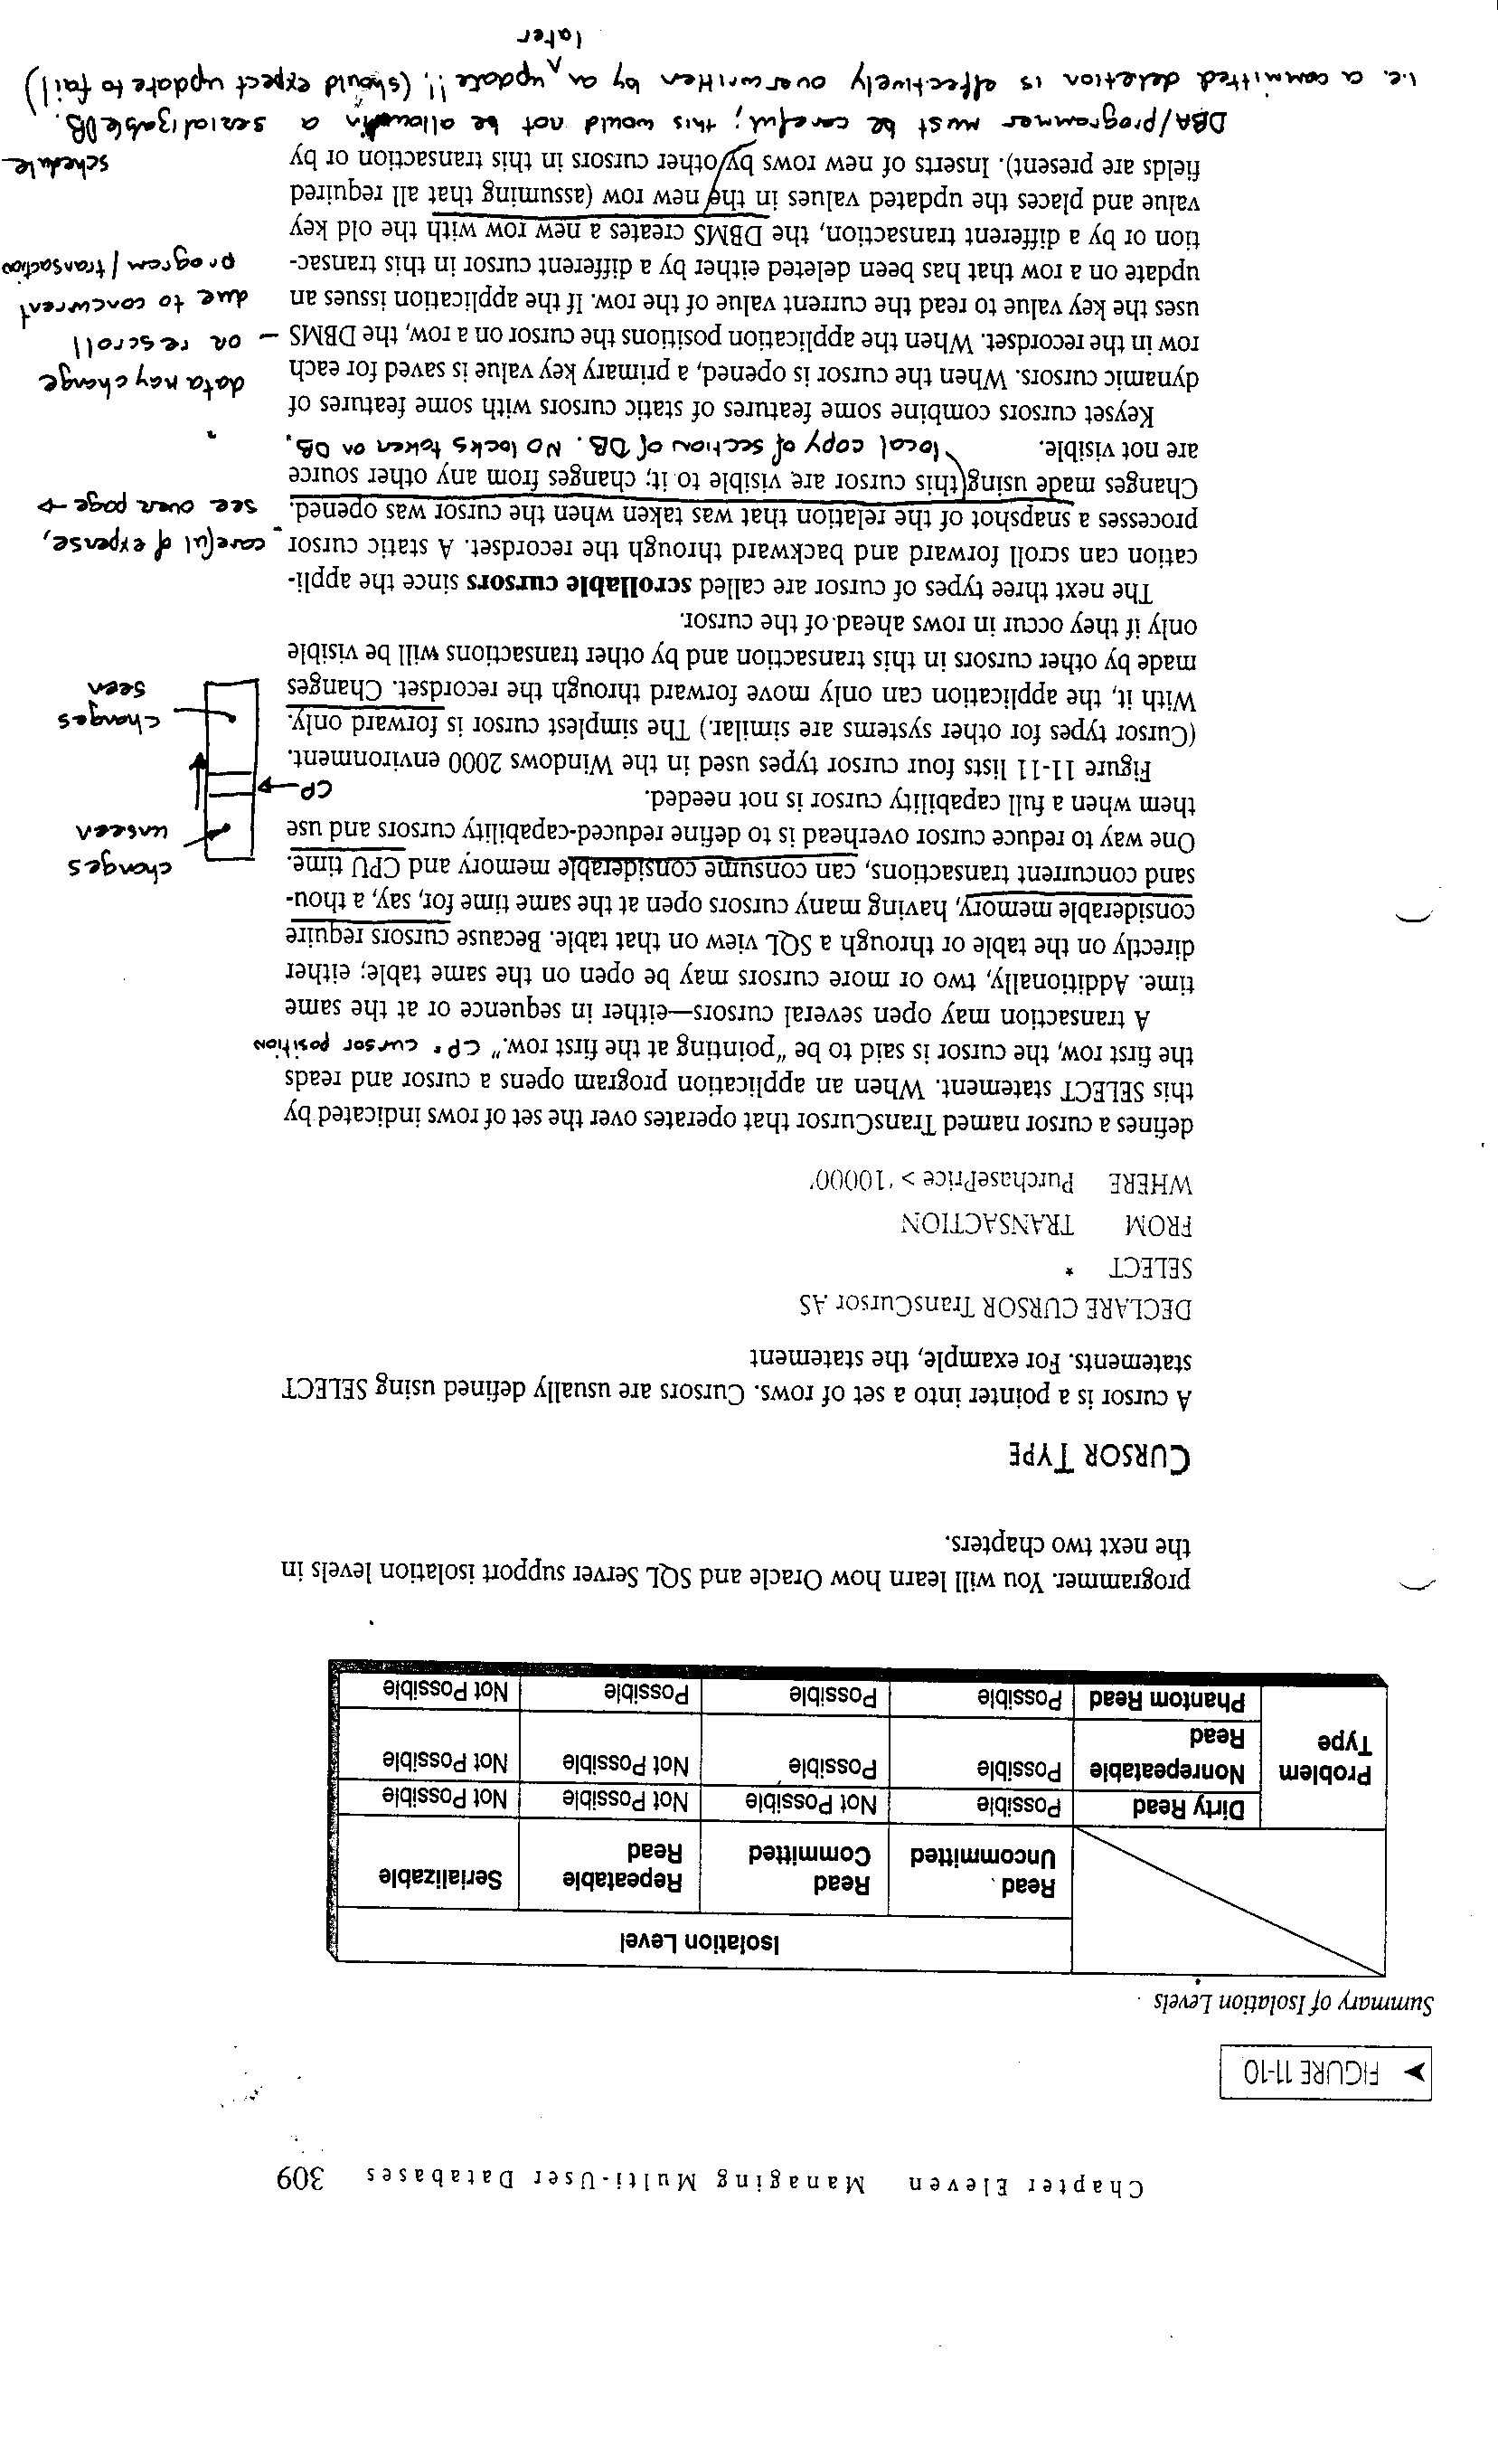 Chapter Eleven Managing Multi-User Databases 309
➤ FIGURE 11-10
Summary of Isolation Levels
Isolation Level
Read Uncommitted | Read Committed | Repeatable Read | Serializable
Problem Type
Dirty Read | Possible | Not Possible | Not Possible | Not Possible
Nonrepeatable Read | Possible | Possible | Not Possible | Not Possible
Phantom Read | Possible | Possible | Possible | Not Possible
programmer. You will learn how Oracle and SQL Server support isolation levels in
the next two chapters.
CURSOR TYPE
A cursor is a pointer into a set of rows. Cursors are usually defined using SELECT
statements. For example, the statement
DECLARE CURSOR TransCursor AS
SELECT *
FROM TRANSACTION
WHERE PurchasePrice > '10000'
defines a cursor named TransCursor that operates over the set of rows indicated by
this SELECT statement. When an application program opens a cursor and reads
the first row, the cursor is said to be "pointing at the first row." CP = cursor position
A transaction may open several cursors—either in sequence or at the same
time. Additionally, two or more cursors may be open on the same table; either
directly on the table or through a SQL view on that table. Because cursors require
considerable memory, having many cursors open at the same time for, say, a thou-
sand concurrent transactions, can consume considerable memory and CPU time.
One way to reduce cursor overhead is to define reduced-capability cursors and use
them when a full capability cursor is not needed.
changes
unseen
CP
changes
seen
Figure 11-11 lists four cursor types used in the Windows 2000 environment.
(Cursor types for other systems are similar.) The simplest cursor is forward only.
With it, the application can only move forward through the recordset. Changes
made by other cursors in this transaction and by other transactions will be visible
only if they occur in rows ahead of the cursor.
The next three types of cursor are called scrollable cursors since the appli-
cation can scroll forward and backward through the recordset. A static cursor
processes a snapshot of the relation that was taken when the cursor was opened.
Changes made using this cursor are visible to it; changes from any other source
are not visible. local copy of section of DB. No locks taken on DB.
careful of expense,
see over page →
Keyset cursors combine some features of static cursors with some features of
dynamic cursors. When the cursor is opened, a primary key value is saved for each
row in the recordset. When the application positions the cursor on a row, the DBMS
uses the key value to read the current value of the row. If the application issues an
update on a row that has been deleted either by a different cursor in this transac-
tion or by a different transaction, the DBMS creates a new row with the old key
value and places the updated values in the new row (assuming that all required
fields are present). Inserts of new rows by other cursors in this transaction or by
data may change
on rescroll
due to concurrent
program / transaction
DBA/programmer must be careful; this would not be allowed in a serializable DB.
schedule
i.e. a committed deletion is effectively overwritten by an later update !! (should expect update to fail)